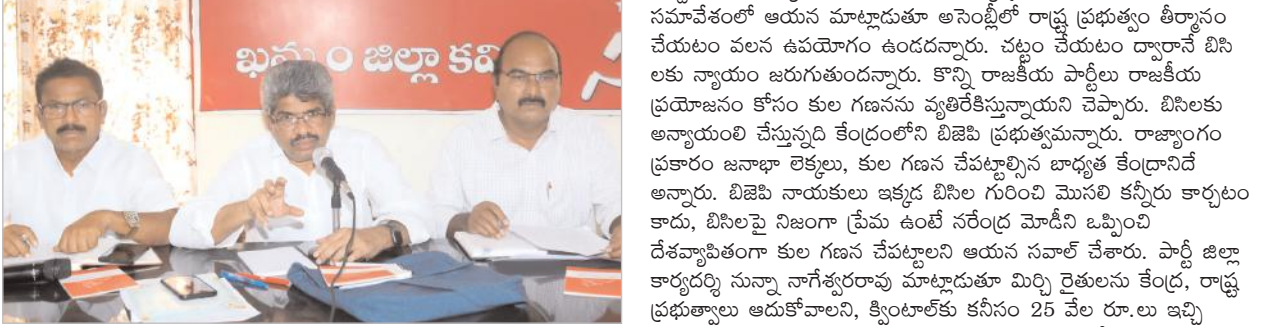 ఖమ్మం జిల్లా కమి
సమావేశంలో ఆయన మాట్లాడుతూ అసెంబ్లీలో రాష్ట్ర ప్రభుత్వం తీర్మానం
చేయటం వలన ఉపయోగం ఉండదన్నారు. చట్టం చేయటం ద్వారానే బిసి
లకు న్యాయం జరుగుతుందన్నారు. కొన్ని రాజకీయ పార్టీలు రాజకీయ
ప్రయోజనం కోసం కుల గణనను వ్యతిరేకిస్తున్నాయని చెప్పారు. బిసిలకు
అన్యాయంలి చేస్తున్నది కేంద్రంలోని బిజెపి ప్రభుత్వమన్నారు. రాజ్యాంగం
ప్రకారం జనాభా లెక్కలు, కుల గణన చేపట్టాల్సిన బాధ్యత కేంద్రానిదే
అన్నారు. బిజెపి నాయకులు ఇక్కడ బిసిల గురించి మొసలి కన్నీరు కార్చటం
కాదు, బిసిలపై నిజంగా ప్రేమ ఉంటే నరేంద్ర మోడీని ఒప్పించి
దేశవ్యాపితంగా కుల గణన చేపట్టాలని ఆయన సవాల్ చేశారు. పార్టీ జిల్లా
కార్యదర్శి నున్నా నాగేశ్వరరావు మాట్లాడుతూ మిర్చి రైతులను కేంద్ర, రాష్ట్ర
ప్రభుత్వాలు ఆదుకోవాలని, క్వింటాల్‌కు కనీసం 25 వేల రూ.లు ఇచ్చి